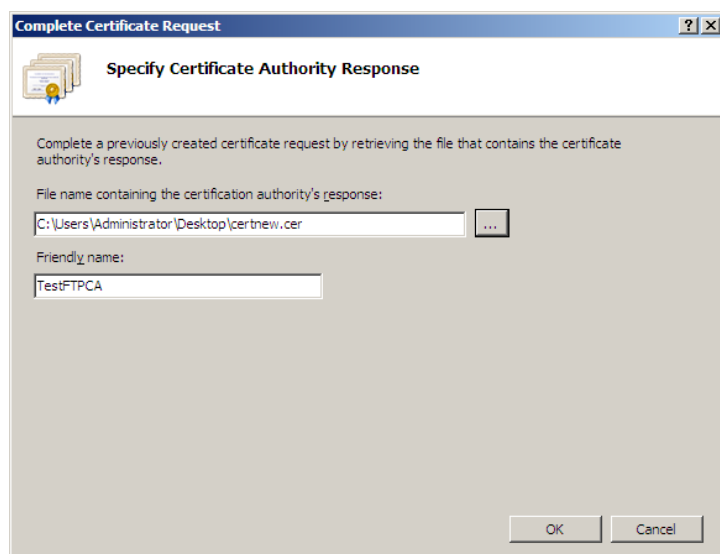 Complete Certificate Request
Specify Certificate Authority Response
Complete a previously created certificate request by retrieving the file that contains the certificate
authority's response.
File name containing the certification authority's response:
C:\Users\Administrator\Desktop\certnew.cer
...
Friendly name:
TestFTPCA
OK Cancel